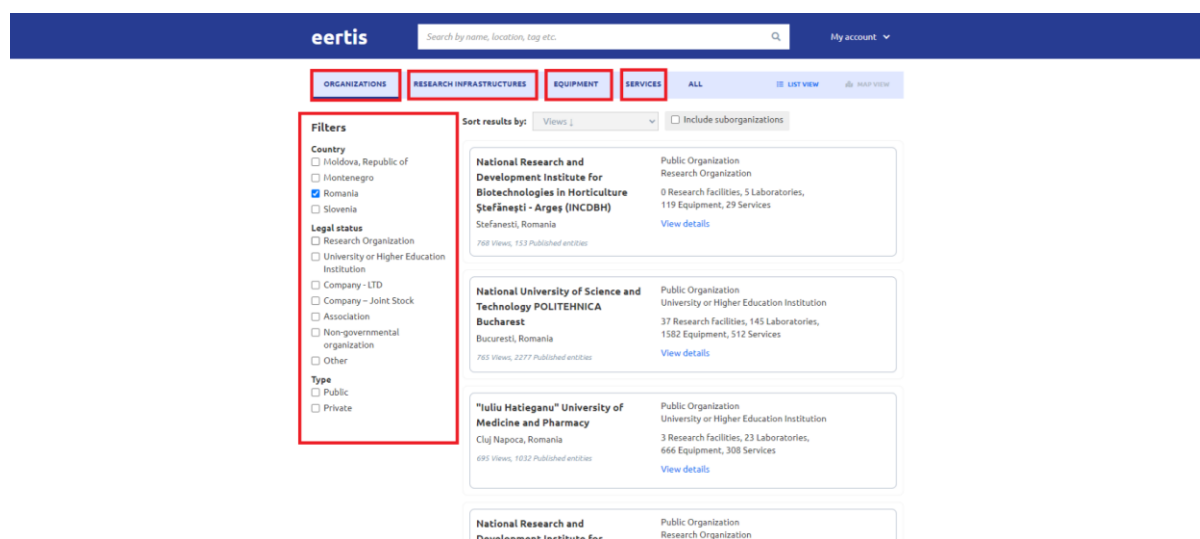 eertis
Search by name, location, tag etc.
My account
ORGANIZATIONS
RESEARCH INFRASTRUCTURES
EQUIPMENT
SERVICES
ALL
LIST VIEW
MAP VIEW
Filters
Country
Moldova, Republic of
Montenegro
Romania
Slovenia
Legal status
Research Organization
University or Higher Education
Institution
Company - LTD
Company – Joint Stock
Association
Non-governmental
organization
Other
Type
Public
Private
Sort results by:
Views ↓
Include suborganizations
National Research and
Development Institute for
Biotechnologies in Horticulture
Ștefănești - Argeș (INCDBH)
Stefanesti, Romania
768 Views, 153 Published entities
Public Organization
Research Organization
0 Research facilities, 5 Laboratories,
119 Equipment, 29 Services
View details
National University of Science and
Technology POLITEHNICA
Bucharest
Bucuresti, Romania
765 Views, 2277 Published entities
Public Organization
University or Higher Education Institution
37 Research facilities, 145 Laboratories,
1582 Equipment, 512 Services
View details
"Iuliu Hatieganu" University of
Medicine and Pharmacy
Cluj Napoca, Romania
695 Views, 1032 Published entities
Public Organization
University or Higher Education Institution
3 Research facilities, 23 Laboratories,
666 Equipment, 308 Services
View details
National Research and
Development Institute for
Public Organization
Research Organization